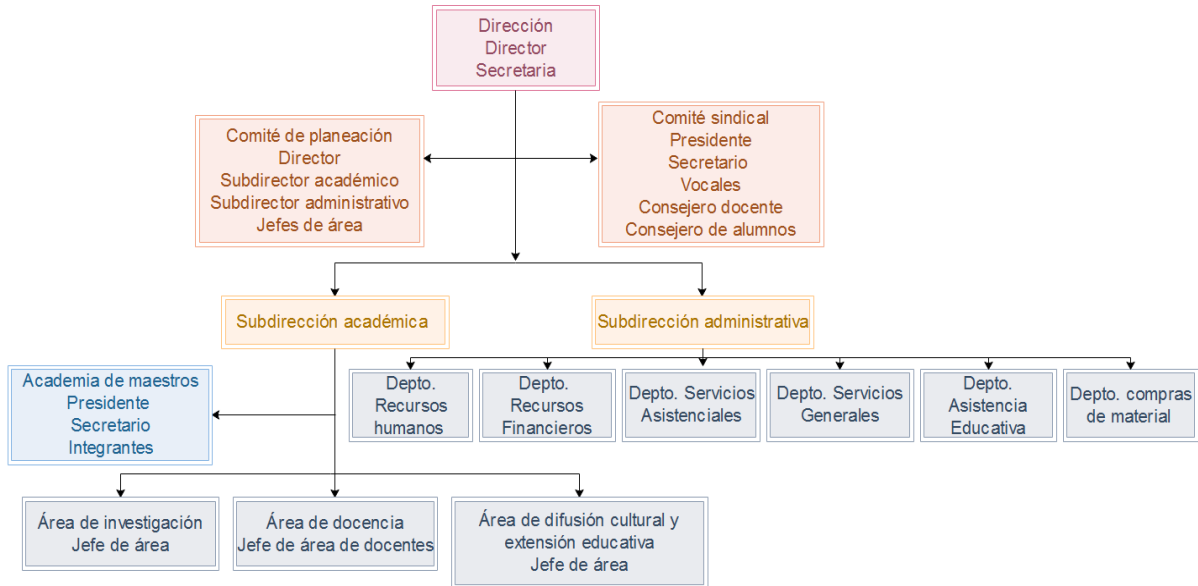 Dirección
Director
Secretaria
Comité de planeación
Director
Subdirector académico
Subdirector administrativo
Jefes de área
Comité sindical
Presidente
Secretario
Vocales
Consejero docente
Consejero de alumnos
Subdirección académica
Subdirección administrativa
Academia de maestros
Presidente
Secretario
Integrantes
Depto.
Recursos
humanos
Depto.
Recursos
Financieros
Depto. Servicios
Asistenciales
Depto. Servicios
Generales
Depto.
Asistencia
Educativa
Depto. compras
de material
Área de investigación
Jefe de área
Área de docencia
Jefe de área de docentes
Área de difusión cultural y
extensión educativa
Jefe de área